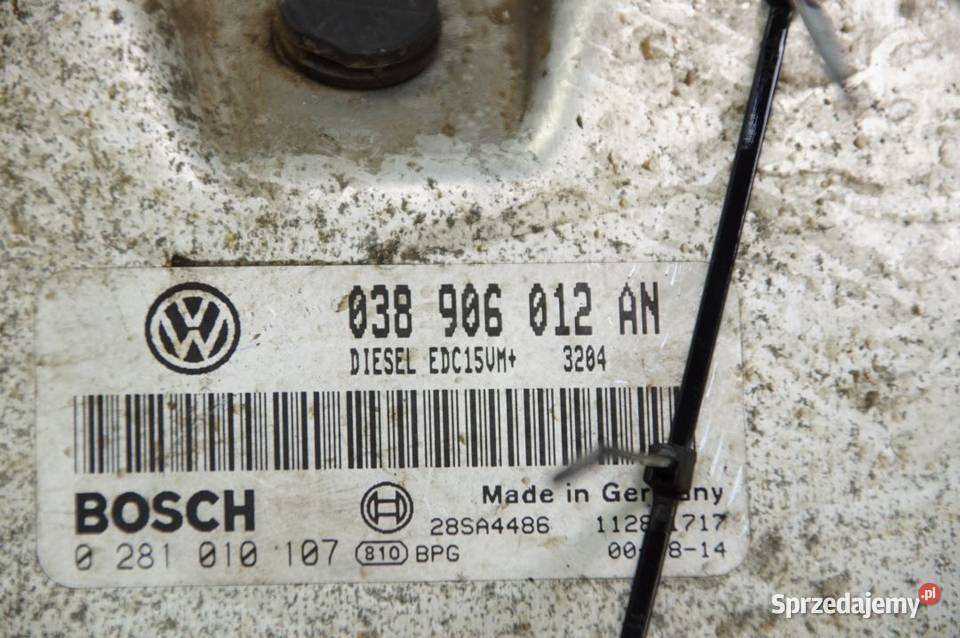 038 906 012 AN
DIESEL EDC15VM+ 3204
BOSCH
Made in
28SA4486
0 281 010 107 810 BPG
Sprzedajemy.pl